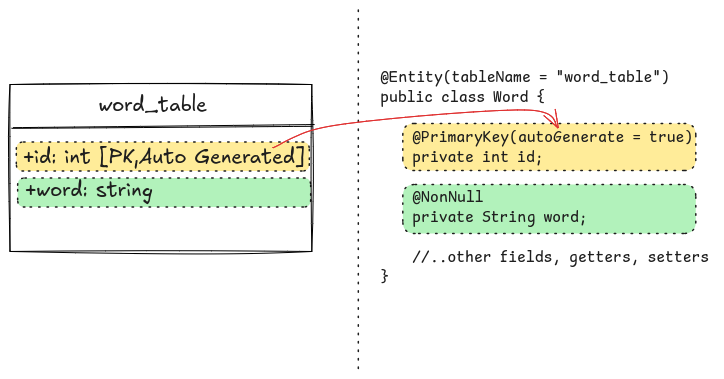 word_table
+id: int [PK,Auto Generated]
+word: string
@Entity(tableName = "word_table")
public class Word {
@PrimaryKey(autoGenerate = true)
private int id;
@NonNull
private String word;
//..other fields, getters, setters
}